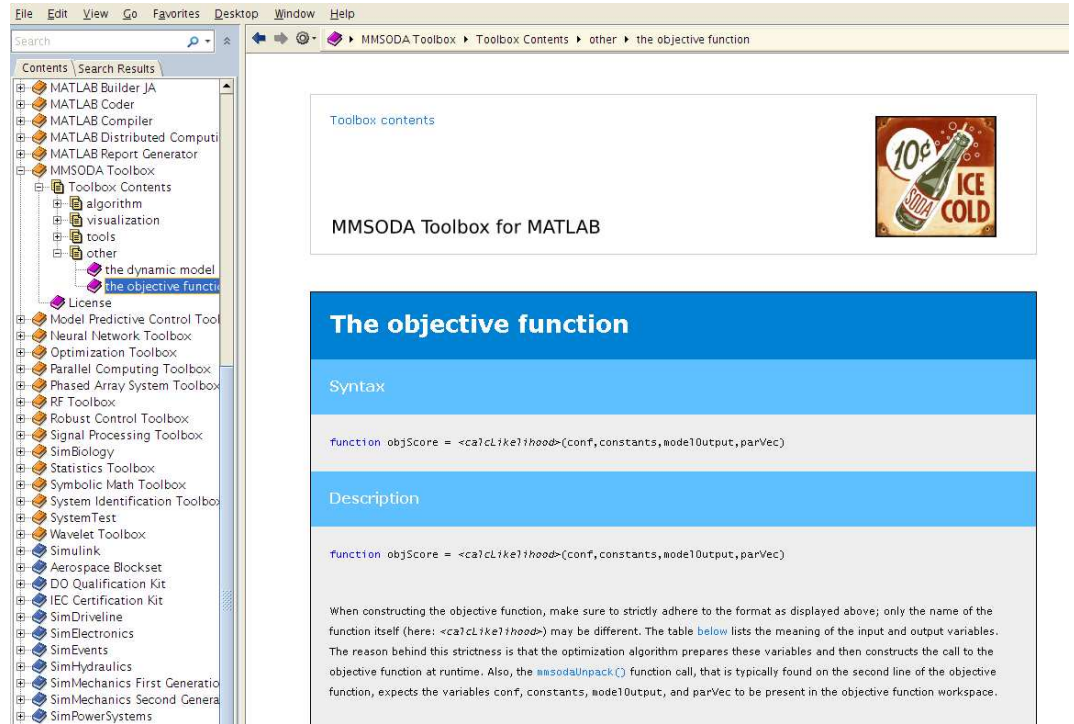 File Edit View Go Favorites Desktop Window Help
Search
MMSODA Toolbox Toolbox Contents other the objective function
Contents Search Results
MATLAB Builder JA
MATLAB Coder
MATLAB Compiler
MATLAB Distributed Computi
MATLAB Report Generator
MMSODA Toolbox
Toolbox Contents
algorithm
visualization
tools
other
the dynamic model
the objective functi
License
Model Predictive Control Tool
Neural Network Toolbox
Optimization Toolbox
Parallel Computing Toolbox
Phased Array System Toolbox
RF Toolbox
Robust Control Toolbox
Signal Processing Toolbox
SimBiology
Statistics Toolbox
Symbolic Math Toolbox
System Identification Toolbox
SystemTest
Wavelet Toolbox
Simulink
Aerospace Blockset
DO Qualification Kit
IEC Certification Kit
SimDriveline
SimElectronics
SimEvents
SimHydraulics
SimMechanics First Generatio
SimMechanics Second Genera
SimPowerSystems
Toolbox contents
MMSODA Toolbox for MATLAB
10¢
SODA
ICE
COLD
The objective function
Syntax
function objScore = <calcLikelihood>(conf,constants,modelOutput,parVec)
Description
function objScore = <calcLikelihood>(conf,constants,modelOutput,parVec)
When constructing the objective function, make sure to strictly adhere to the format as displayed above; only the name of the
function itself (here: <calcLikelihood>) may be different. The table below lists the meaning of the input and output variables.
The reason behind this strictness is that the optimization algorithm prepares these variables and then constructs the call to the
objective function at runtime. Also, the mmsodaUnpack() function call, that is typically found on the second line of the objective
function, expects the variables conf, constants, modelOutput, and parVec to be present in the objective function workspace.